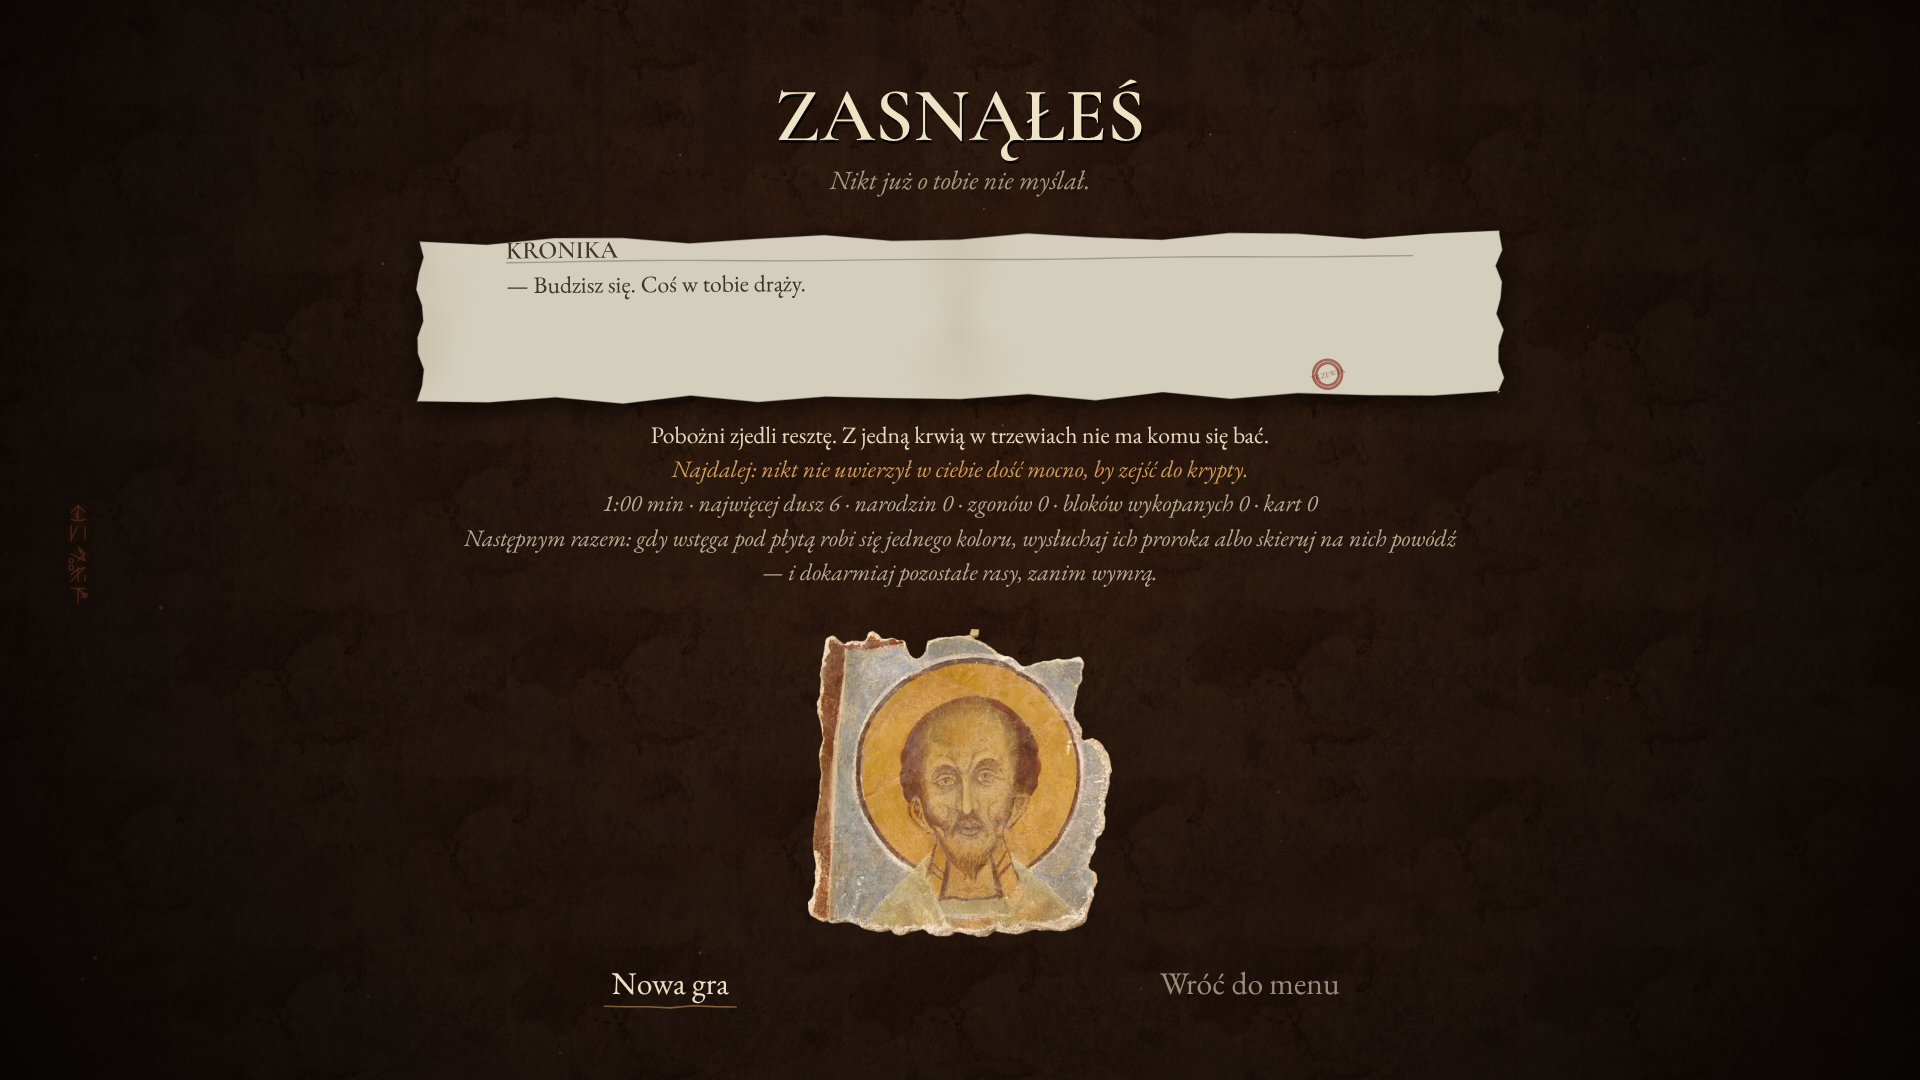 ZASNĄŁEŚ
Nikt już o tobie nie myślał.
KRONIKA
— Budzisz się. Coś w tobie drąży.
Pobożni zjedli resztę. Z jedną krwią w trzewiach nie ma komu się bać.
Najdalej: nikt nie uwierzył w ciebie dość mocno, by zejść do krypty.
1:00 min · najwięcej dusz 6 · narodzin 0 · zgonów 0 · bloków wykopanych 0 · kart 0
Następnym razem: gdy wstęga pod płytą robi się jednego koloru, wysłuchaj ich proroka albo skieruj na nich powódź
— i dokarmiaj pozostałe rasy, zanim wymrą.
Nowa gra
Wróć do menu